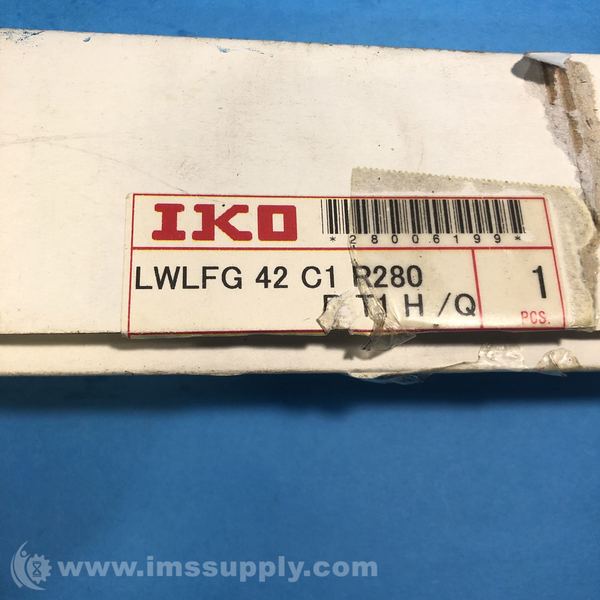 IKO
*28006199*
LWLFG 42 C1 R280
T1 H /Q
1
PCS.
www.imssupply.com